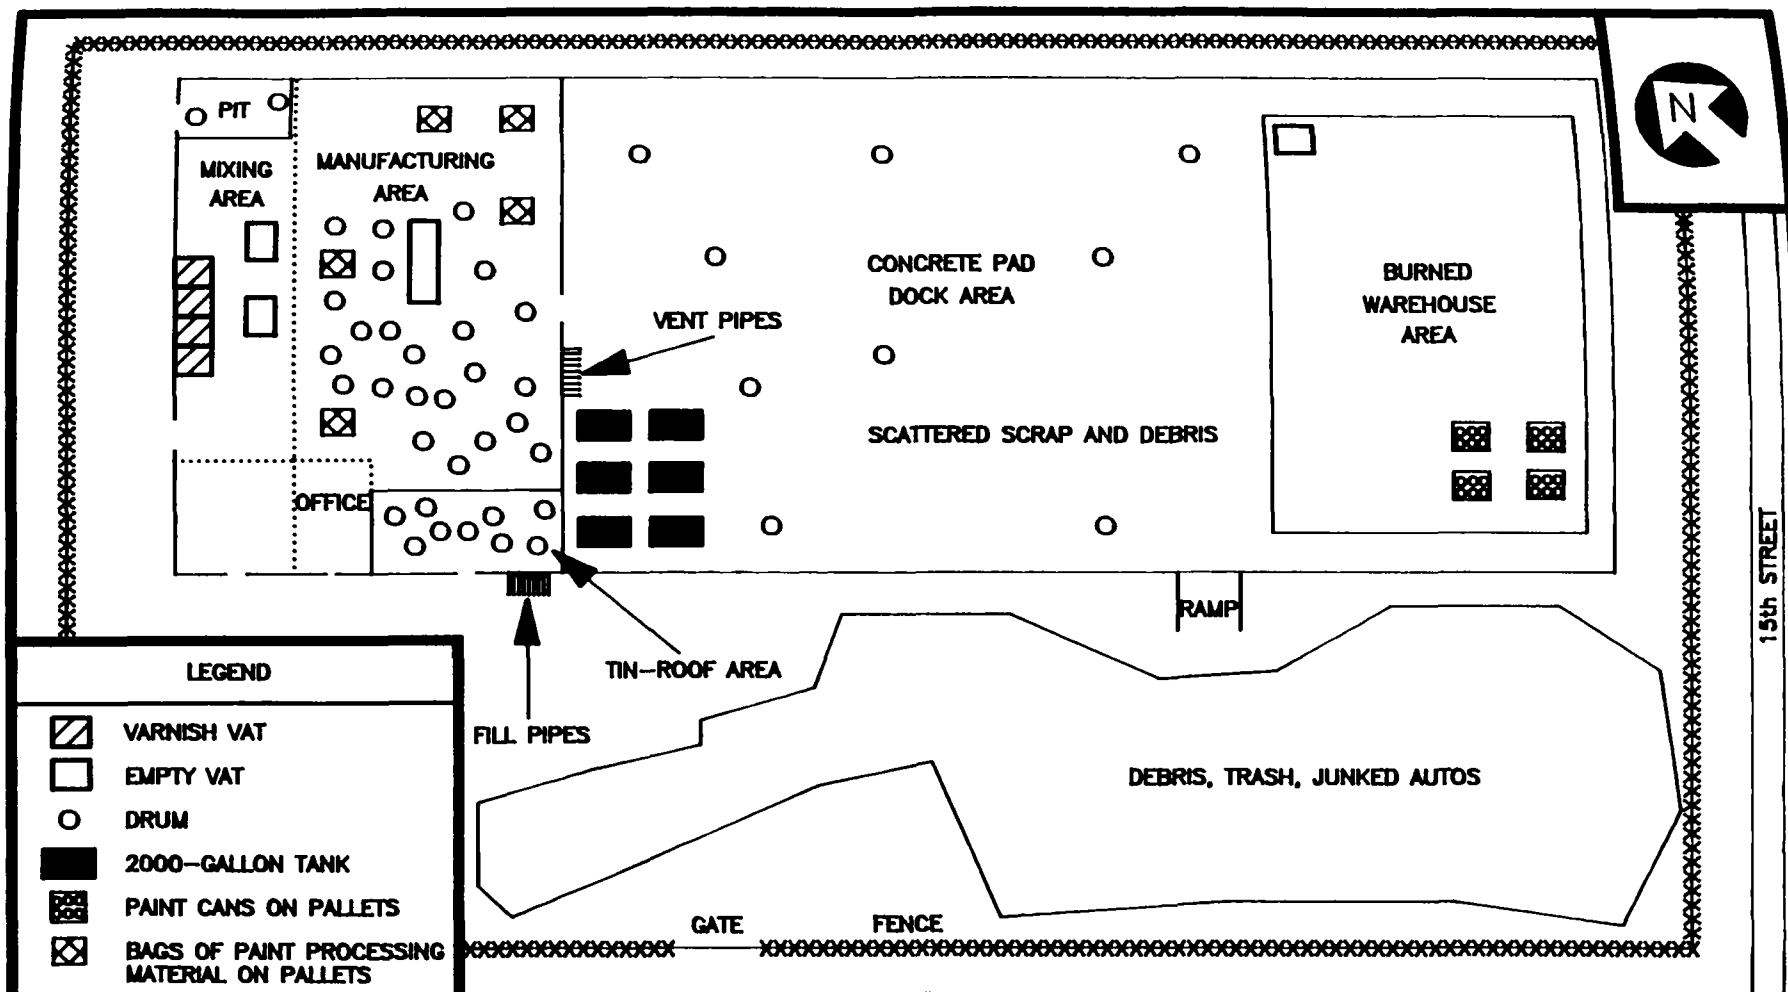 N
PIT
MIXING
AREA
MANUFACTURING
AREA
CONCRETE PAD
DOCK AREA
BURNED
WAREHOUSE
AREA
VENT PIPES
SCATTERED SCRAP AND DEBRIS
OFFICE
15th STREET
RAMP
TIN-ROOF AREA
FILL PIPES
DEBRIS, TRASH, JUNKED AUTOS
GATE
FENCE
LEGEND
VARNISH VAT
EMPTY VAT
DRUM
2000-GALLON TANK
PAINT CANS ON PALLETS
BAGS OF PAINT PROCESSING
MATERIAL ON PALLETS